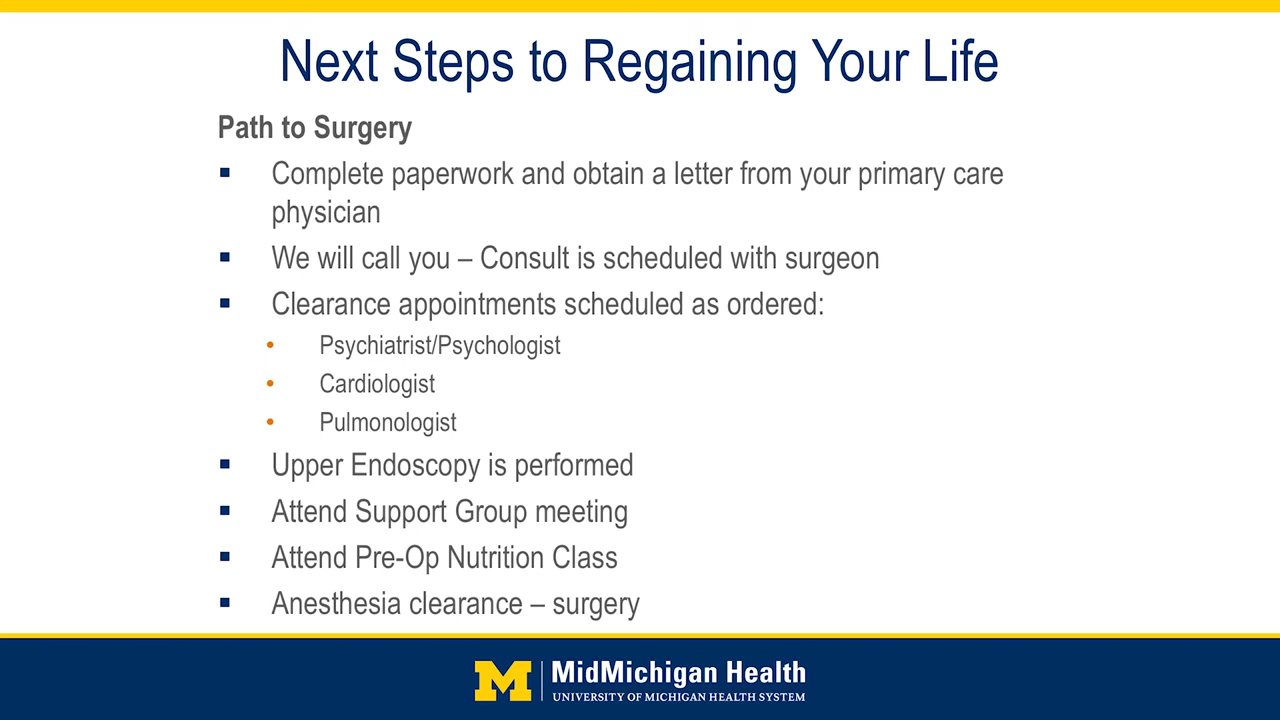 Next Steps to Regaining Your Life
Path to Surgery
▪ Complete paperwork and obtain a letter from your primary care
physician
▪ We will call you – Consult is scheduled with surgeon
▪ Clearance appointments scheduled as ordered:
• Psychiatrist/Psychologist
• Cardiologist
• Pulmonologist
▪ Upper Endoscopy is performed
▪ Attend Support Group meeting
▪ Attend Pre-Op Nutrition Class
▪ Anesthesia clearance – surgery
M MidMichigan Health
UNIVERSITY OF MICHIGAN HEALTH SYSTEM